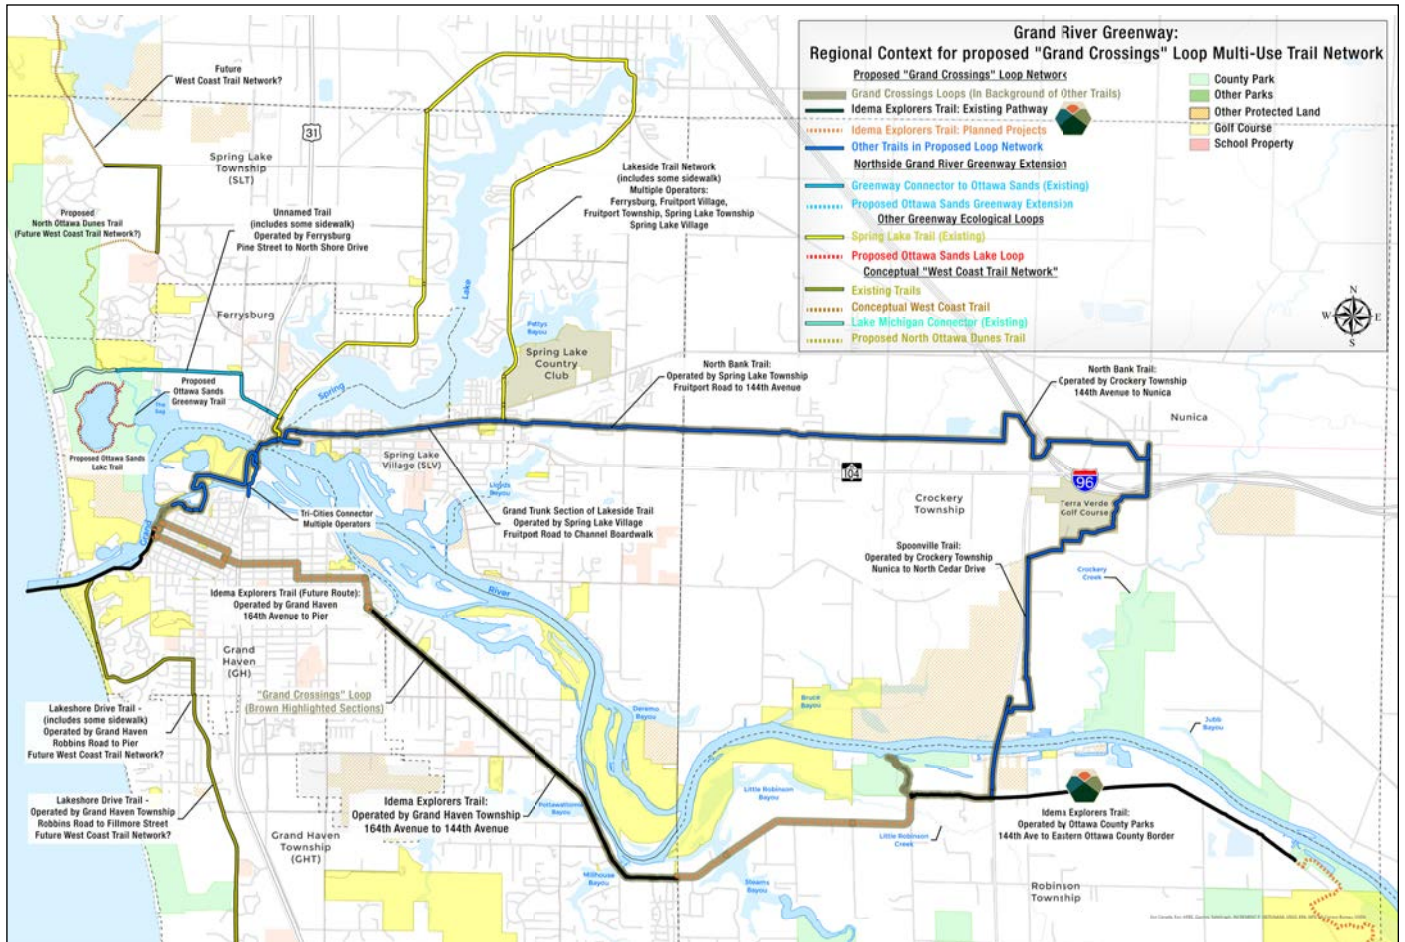 Grand River Greenway:
Regional Context for proposed "Grand Crossings" Loop Multi-Use Trail Network
Proposed "Grand Crossings" Loop Network
Grand Crossings Loops (In Background of Other Trails)
Idema Explorers Trail: Existing Pathway
Idema Explorers Trail: Planned Projects
Other Trails in Proposed Loop Network
Northside Grand River Greenway Extension
Greenway Connector to Ottawa Sands (Existing)
Proposed Ottawa Sands Greenway Extension
Other Greenway Ecological Loops
Spring Lake Trail (Existing)
Proposed Ottawa Sands Lake Loop
Conceptual "West Coast Trail Network"
Existing Trails
Conceptual West Coast Trail
Lake Michigan Connector (Existing)
Proposed North Ottawa Dunes Trail
County Park
Other Parks
Other Protected Land
Golf Course
School Property
N
W
E
S
Future
West Coast Trail Network?
31
Spring Lake
Township
(SLT)
Proposed
North Ottawa Dunes Trail
(Future West Coast Trail Network?)
Unnamed Trail
(includes some sidewalk)
Operated by Ferrysburg
Pine Street to North Shore Drive
Lakeside Trail Network
(includes some sidewalk)
Multiple Operators:
Ferrysburg, Fruitport Village,
Fruitport Township, Spring Lake Township
Spring Lake Village
Ferrysburg
Lake
Spring
Pettys
Bayou
Spring Lake
Country
Club
Proposed
Ottawa Sands
Greenway Trail
The
Sag
Proposed Ottawa Sands
Lake Trail
North Bank Trail:
Operated by Spring Lake Township
Fruitport Road to 144th Avenue
North Bank Trail:
Operated by Crockery Township
144th Avenue to Nunica
Nunica
Spring Lake
Village (SLV)
104
96
Lloyds
Bayou
Tri-Cities Connector
Multiple Operators
Grand Trunk Section of Lakeside Trail
Operated by Spring Lake Village
Fruitport Road to Channel Boardwalk
Crockery
Township
Terra Verde
Golf Course
Grand
Spoonville Trail:
Operated by Crockery Township
Nunica to North Cedar Drive
Crockery
Creek
River
Idema Explorers Trail (Future Route):
Operated by Grand Haven
164th Avenue to Pier
Grand
Haven
(GH)
"Grand Crossings" Loop
(Brown Highlighted Sections)
Lakeshore Drive Trail -
(includes some sidewalk)
Operated by Grand Haven
Robbins Road to Pier
Future West Coast Trail Network?
Deremo
Bayou
Bruce
Bayou
Jubb
Bayou
Lakeshore Drive Trail -
Operated by Grand Haven Township
Robbins Road to Fillmore Street
Future West Coast Trail Network?
Idema Explorers Trail:
Operated by Grand Haven Township
164th Avenue to 144th Avenue
Pottawattomie
Bayou
Little Robinson
Bayou
Idema Explorers Trail:
Operated by Ottawa County Parks
144th Ave to Eastern Ottawa County Border
Grand Haven
Township
(GHT)
Little Robinson
Creek
Millhouse
Bayou
Stearns
Bayou
Robinson
Township